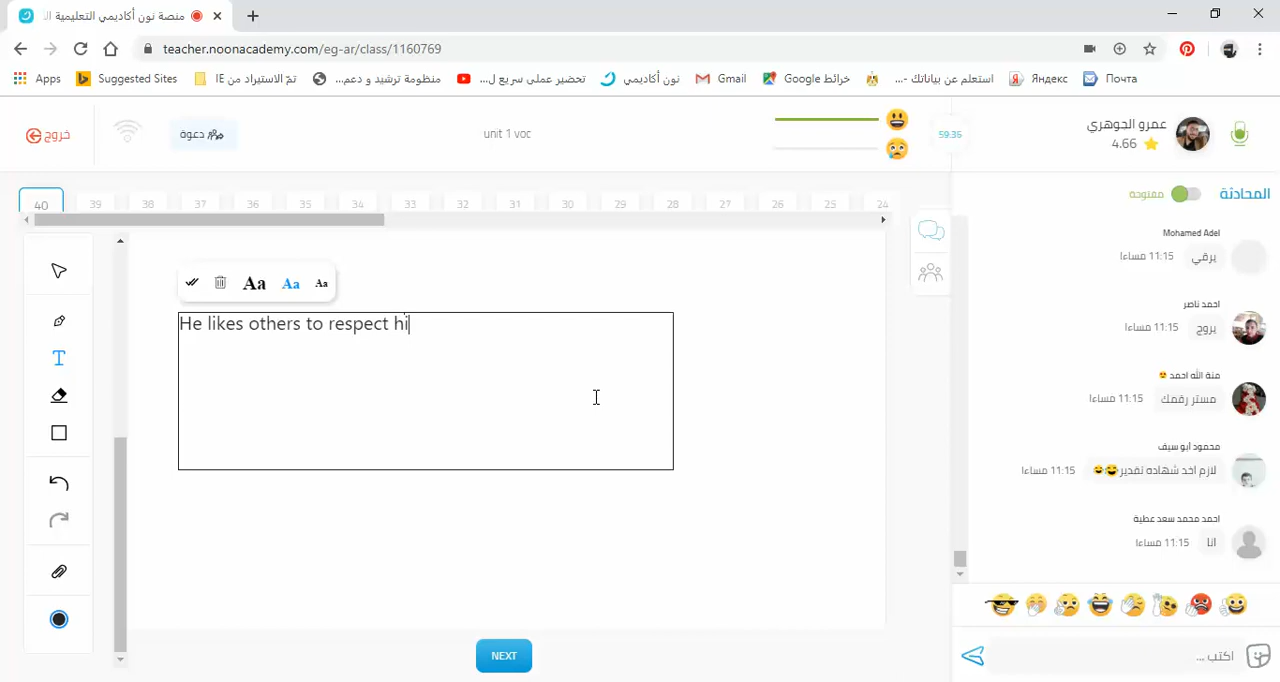 منصة نون أكاديمي التعليمية ال
teacher.noonacademy.com/eg-ar/class/1160769
Apps
Suggested Sites
تمّ الاستيراد من IE
منظومة ترشيد و دعم...
تحضير عملى سريع ل...
نون أكاديمي
Gmail
خرائط Google
استعلم عن بياناتك -...
Яндекс
Почта
خروج
دعوة
unit 1 voc
59:35
عمرو الجوهري
4.66
40 39 38 37 36 35 34 33 32 31 30 29 28 27 26 25 24
المحادثة
مفتوحة
Aa Aa Aa
He likes others to respect hi
T
Mohamed Adel
يرقي
11:15 مساءا
احمد ناصر
يروح
11:15 مساءا
منة الله احمد 😍
مستر رقمك
11:15 مساءا
محمود ابو سيف
لازم اخد شهاده تقدير😂😂
11:15 مساءا
احمد محمد سعد عطية
انا
11:15 مساءا
NEXT
اكتب ...